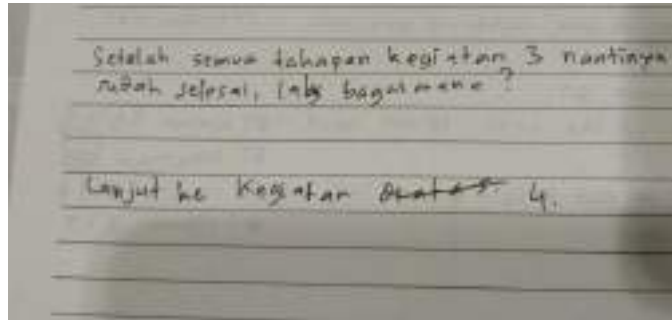 Setelah semua tahapan kegiatan 3 nantinya
sudah selesai, lalu bagaimana?
Lanjut ke Kegiatan 4.